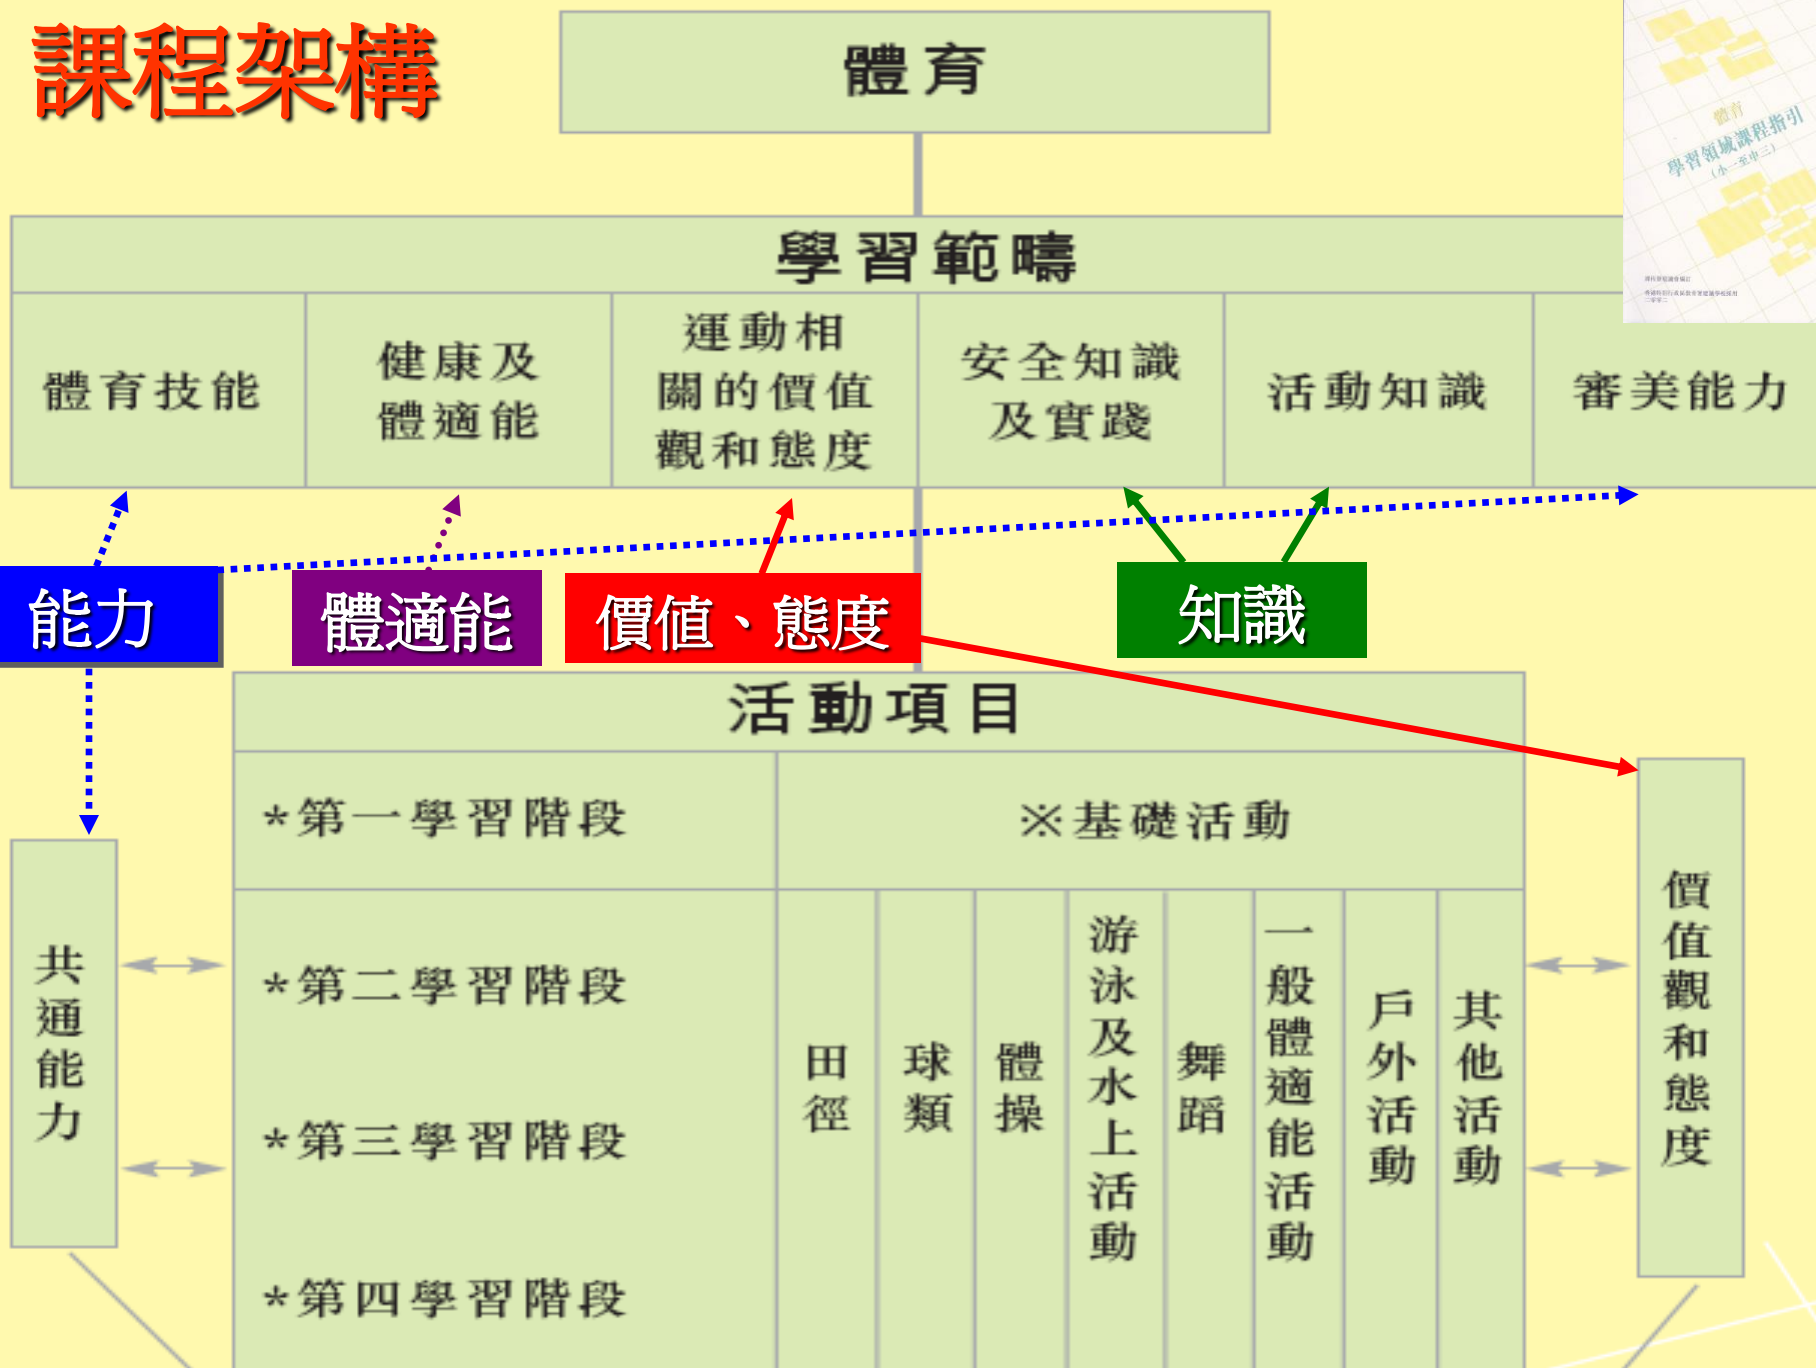 課程架構
體育
體育
學習領域課程指引
(小一至中三)
學習範疇
體育技能
健康及
體適能
運動相
關的價值
觀和態度
安全知識
及實踐
活動知識
審美能力
能力
體適能
價值、態度
知識
活動項目
*第一學習階段
※基礎活動
*第二學習階段
*第三學習階段
*第四學習階段
田徑
球類
體操
游泳及水上活動
舞蹈
一般體適能活動
戶外活動
其他活動
共通能力
價值觀和態度